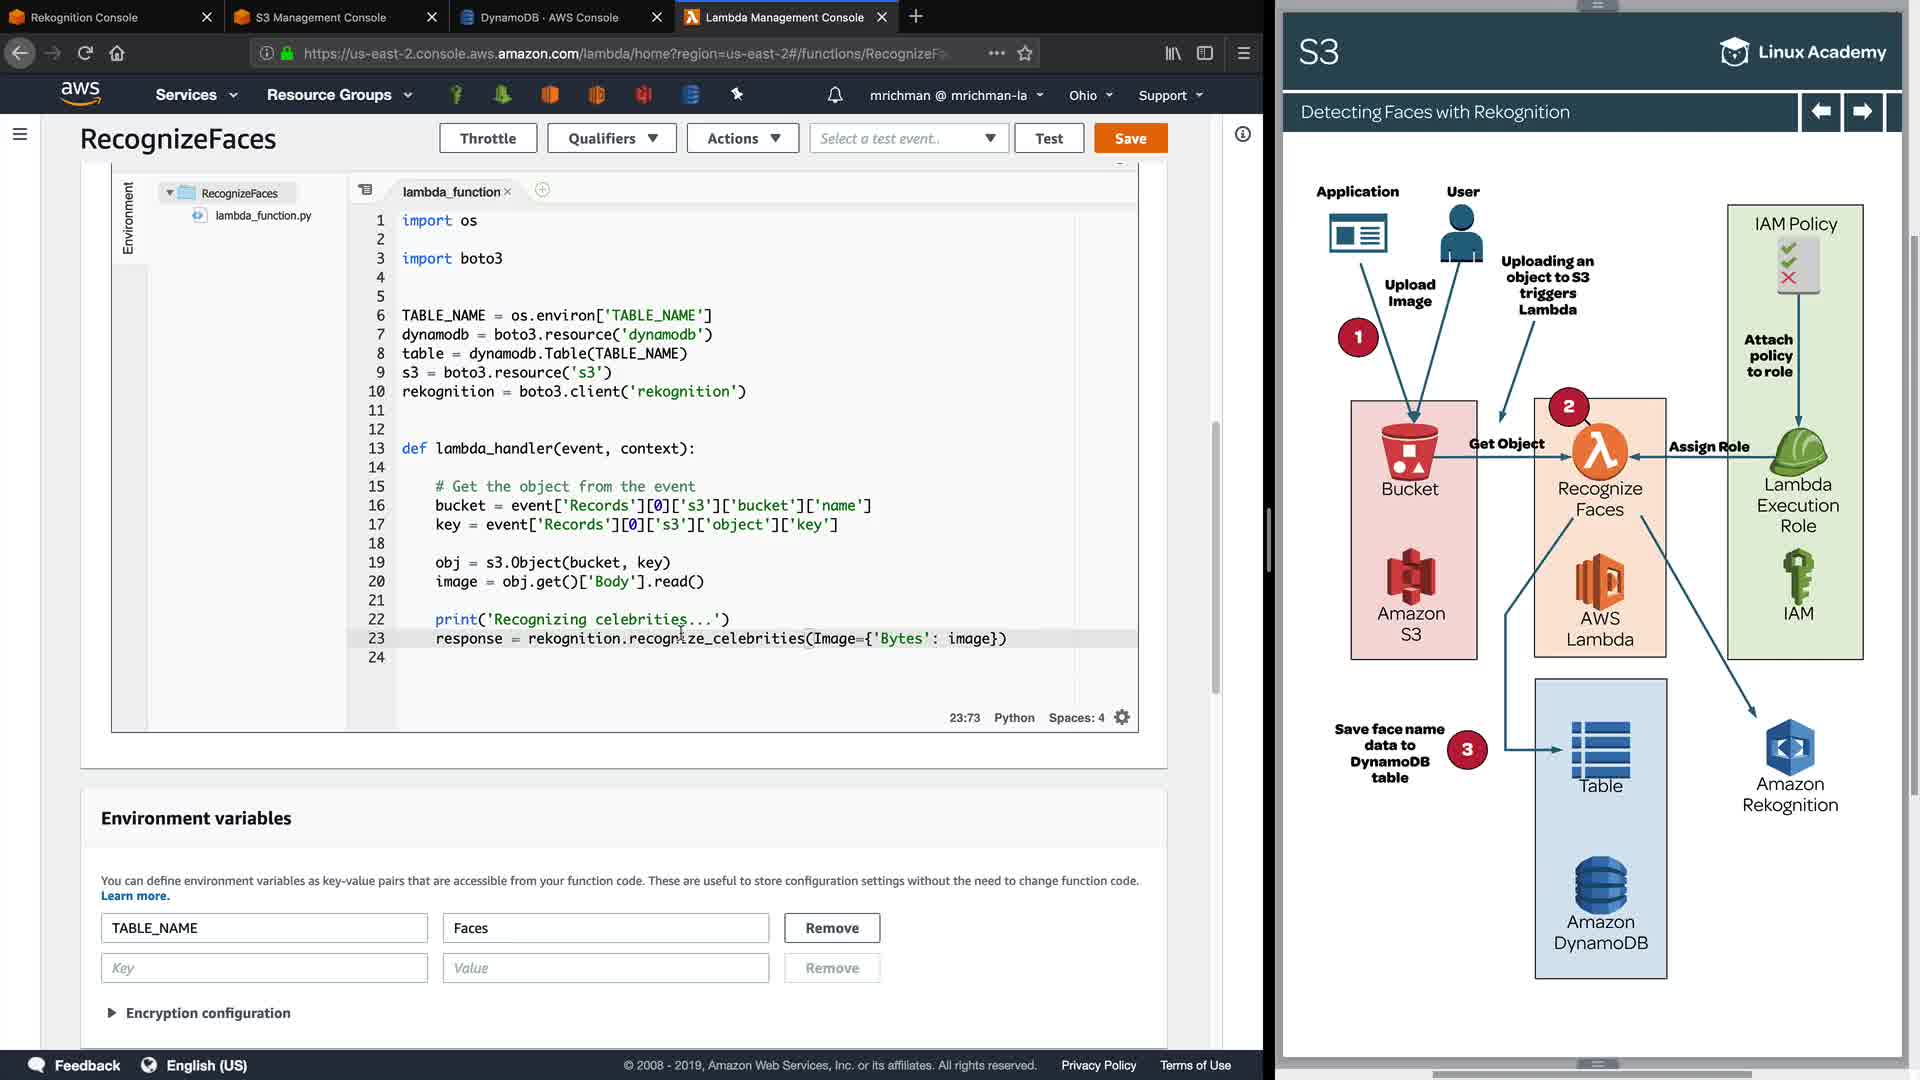 Rekognition Console
S3 Management Console
DynamoDB · AWS Console
Lambda Management Console
https://us-east-2.console.aws.amazon.com/lambda/home?region=us-east-2#/functions/RecognizeF
aws
Services
Resource Groups
mrichman @ mrichman-la
Ohio
Support
RecognizeFaces
Throttle
Qualifiers
Actions
Select a test event..
Test
Save
Environment
RecognizeFaces
lambda_function.py
lambda_function
1 import os
2
3 import boto3
4
5
6 TABLE_NAME = os.environ['TABLE_NAME']
7 dynamodb = boto3.resource('dynamodb')
8 table = dynamodb.Table(TABLE_NAME)
9 s3 = boto3.resource('s3')
10 rekognition = boto3.client('rekognition')
11
12
13 def lambda_handler(event, context):
14
15 # Get the object from the event
16 bucket = event['Records'][0]['s3']['bucket']['name']
17 key = event['Records'][0]['s3']['object']['key']
18
19 obj = s3.Object(bucket, key)
20 image = obj.get()['Body'].read()
21
22 print('Recognizing celebrities...')
23 response = rekognition.recognize_celebrities(Image={'Bytes': image})
24
23:73 Python Spaces: 4
Environment variables
You can define environment variables as key-value pairs that are accessible from your function code. These are useful to store configuration settings without the need to change function code.
Learn more.
TABLE_NAME
Faces
Remove
Key
Value
Remove
Encryption configuration
Feedback
English (US)
© 2008 - 2019, Amazon Web Services, Inc. or its affiliates. All rights reserved.
Privacy Policy
Terms of Use
S3
Linux Academy
Detecting Faces with Rekognition
Application
User
Upload
Image
Uploading an
object to S3
triggers
Lambda
1
IAM Policy
Attach
policy
to role
2
Get Object
Assign Role
Bucket
Recognize
Faces
Lambda
Execution
Role
Amazon
S3
AWS
Lambda
IAM
Save face name
data to
DynamoDB
table
3
Table
Amazon
Rekognition
Amazon
DynamoDB